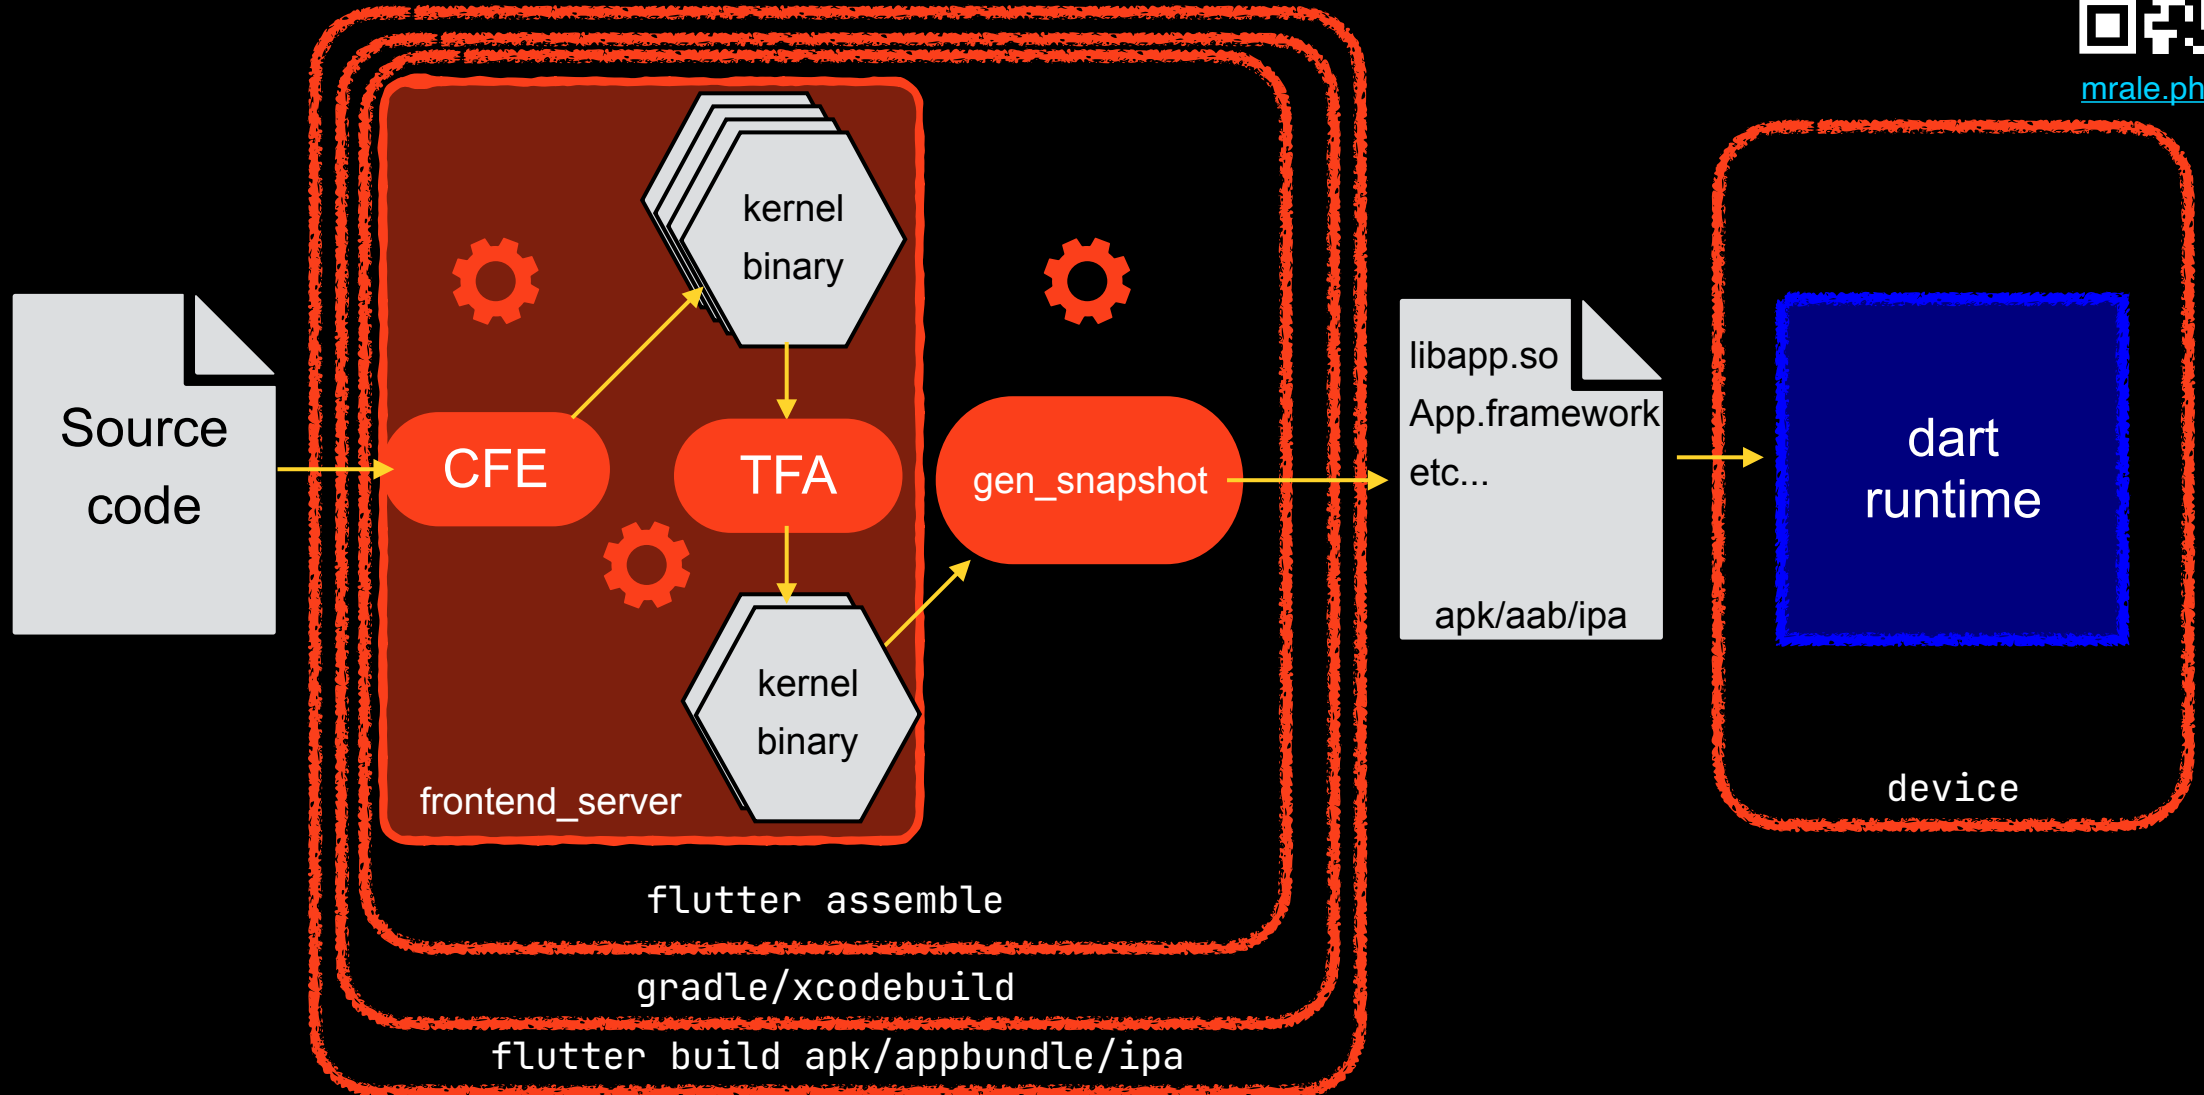 mrale.ph
Source
code
kernel
binary
CFE
TFA
kernel
binary
frontend_server
gen_snapshot
flutter assemble
gradle/xcodebuild
flutter build apk/appbundle/ipa
libapp.so
App.framework
etc...
apk/aab/ipa
dart
runtime
device